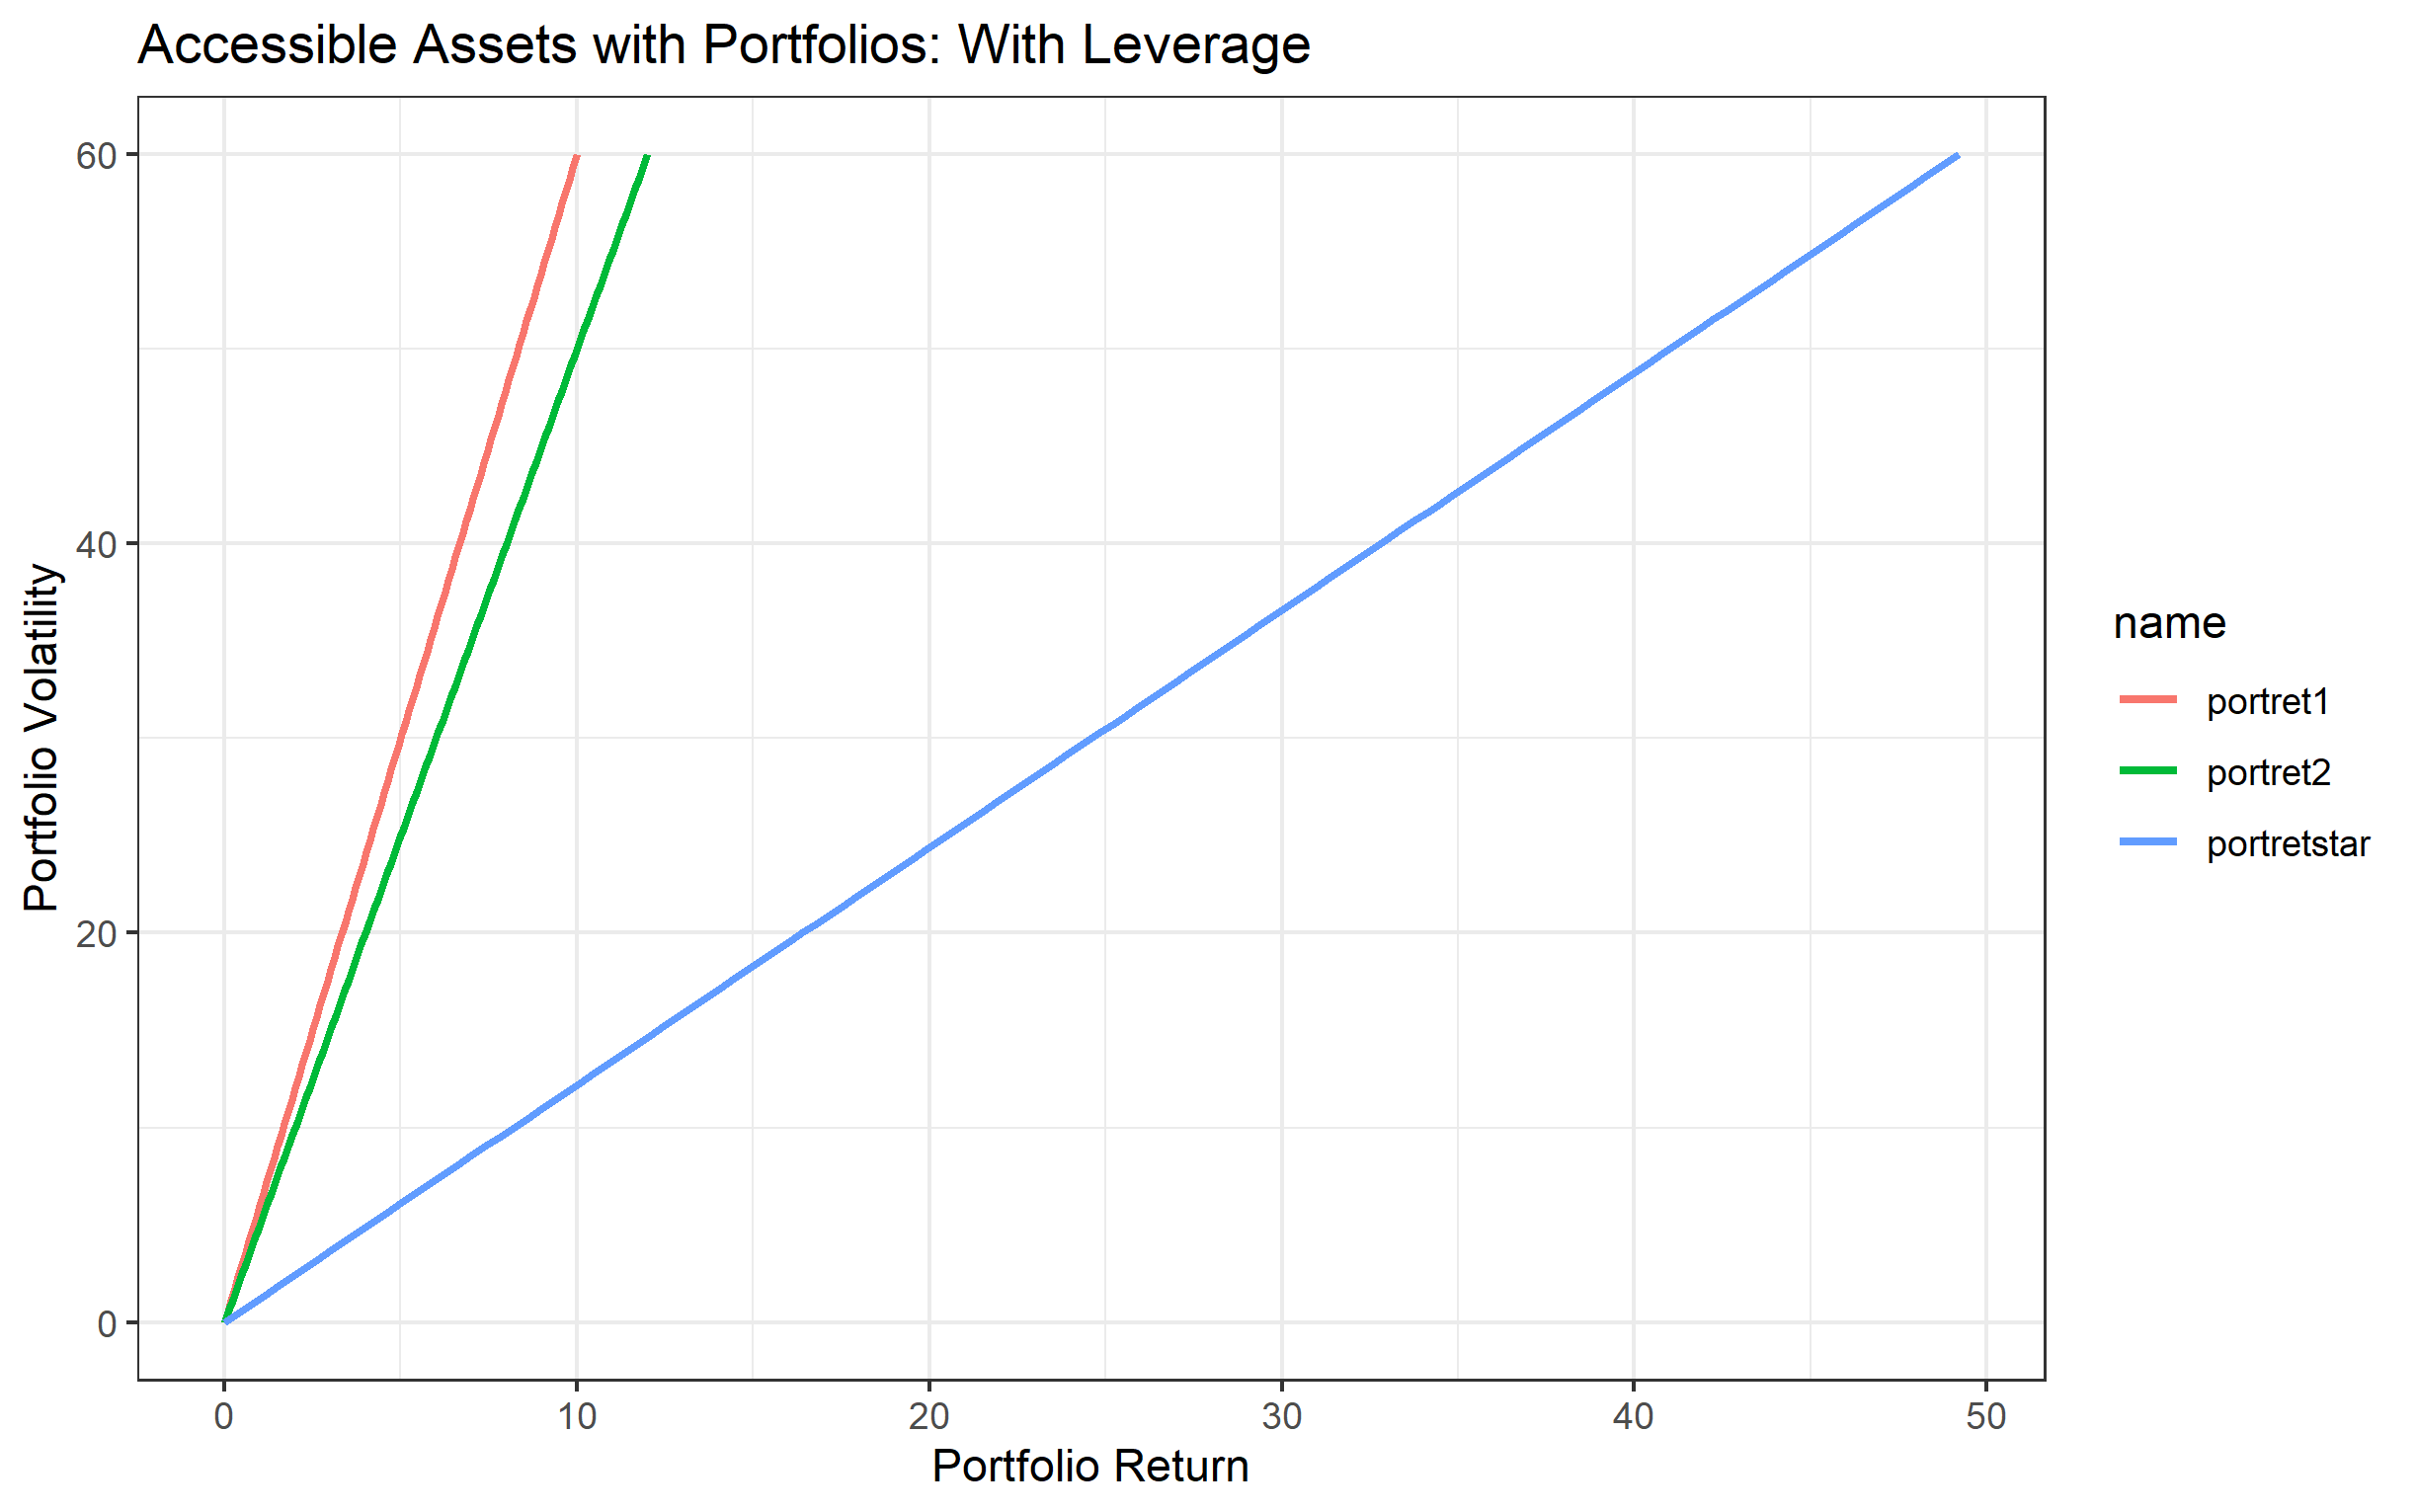 Accessible Assets with Portfolios: With Leverage
60
40
20
0
Portfolio Volatility
0 10 20 30 40 50
Portfolio Return
name
portret1
portret2
portretstar